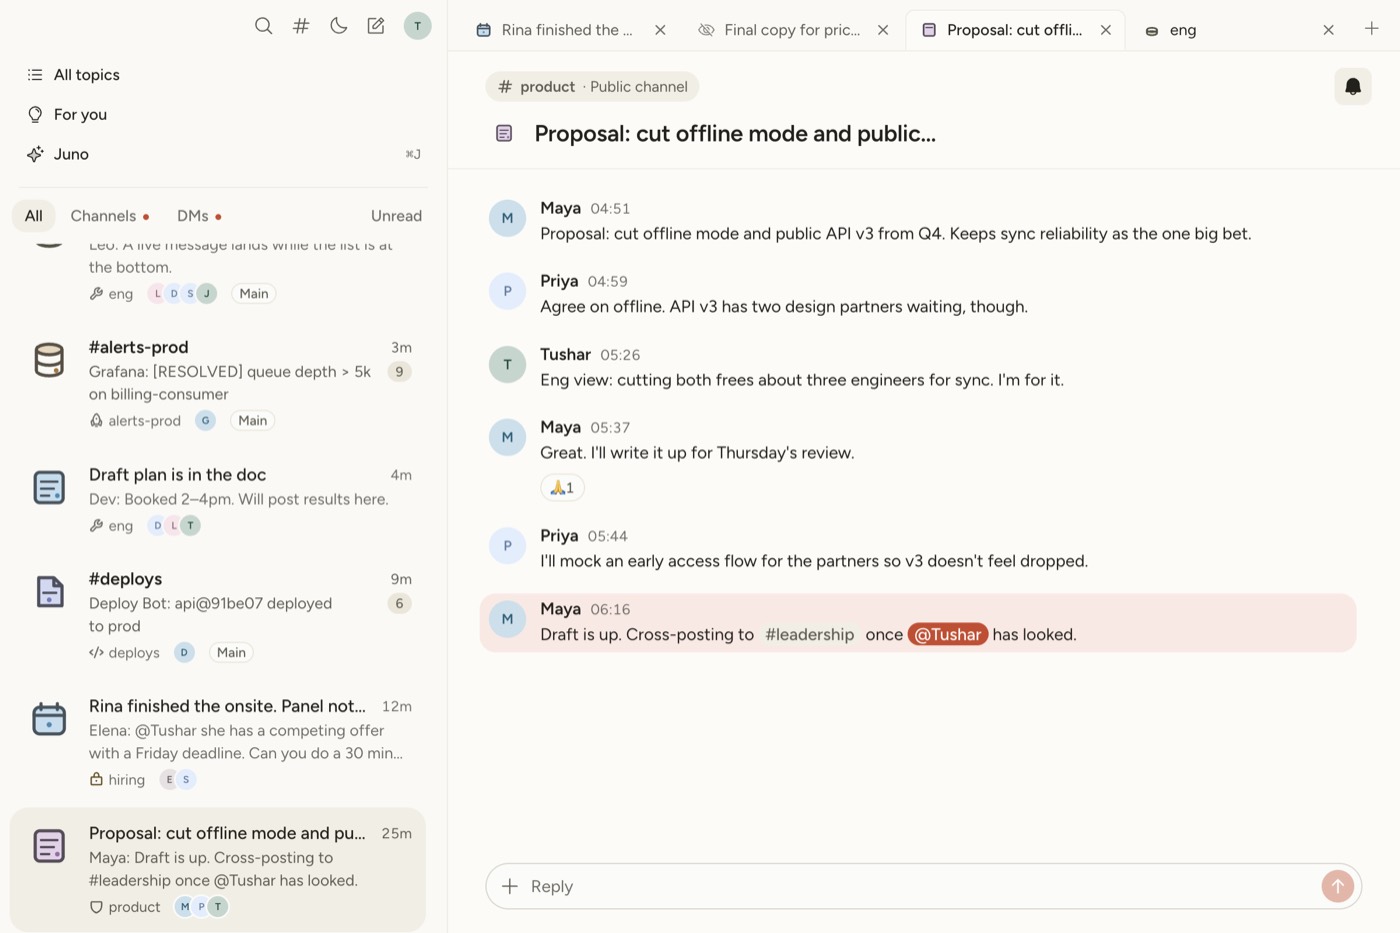 T
All topics
For you
Juno
⌘J
All
Channels
DMs
Unread
Leo: A live message lands while the list is at
the bottom.
eng
L D S J
Main
#alerts-prod
3m
Grafana: [RESOLVED] queue depth > 5k
9
on billing-consumer
alerts-prod
G
Main
Draft plan is in the doc
4m
Dev: Booked 2–4pm. Will post results here.
eng
D L T
#deploys
9m
Deploy Bot: api@91be07 deployed
6
to prod
deploys
D
Main
Rina finished the onsite. Panel not...
12m
Elena: @Tushar she has a competing offer
with a Friday deadline. Can you do a 30 min...
hiring
E S
Proposal: cut offline mode and pu...
25m
Maya: Draft is up. Cross-posting to
#leadership once @Tushar has looked.
product
M P T
Rina finished the ...
Final copy for pric...
Proposal: cut offli...
eng
product · Public channel
Proposal: cut offline mode and public...
M
Maya 04:51
Proposal: cut offline mode and public API v3 from Q4. Keeps sync reliability as the one big bet.
P
Priya 04:59
Agree on offline. API v3 has two design partners waiting, though.
T
Tushar 05:26
Eng view: cutting both frees about three engineers for sync. I'm for it.
M
Maya 05:37
Great. I'll write it up for Thursday's review.
🙏1
P
Priya 05:44
I'll mock an early access flow for the partners so v3 doesn't feel dropped.
M
Maya 06:16
Draft is up. Cross-posting to #leadership once @Tushar has looked.
Reply